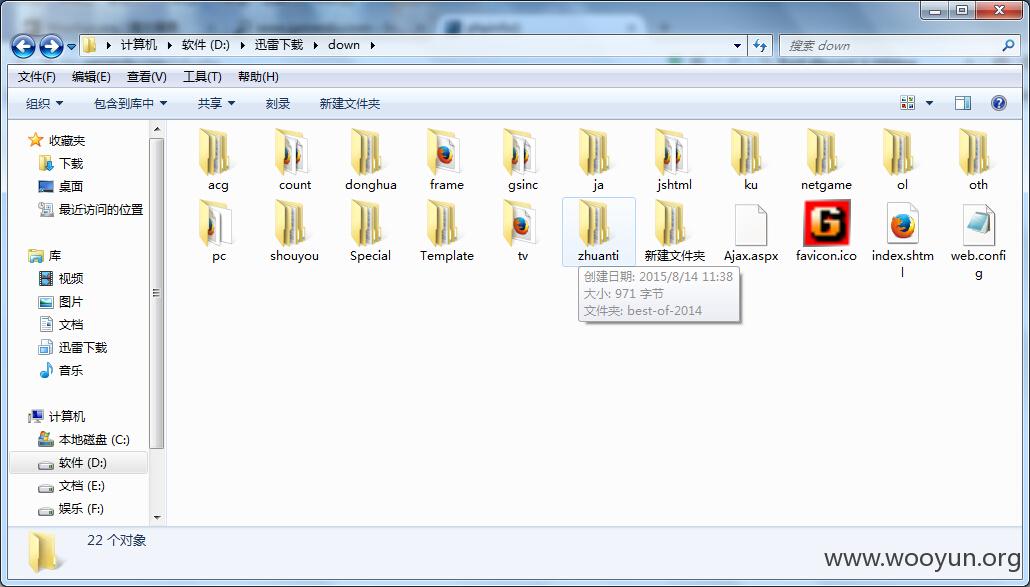 计算机 软件 (D:) 迅雷下载 down
搜索 down
文件(F) 编辑(E) 查看(V) 工具(T) 帮助(H)
组织 包含到库中 共享 刻录 新建文件夹
收藏夹
下载
桌面
最近访问的位置
库
视频
图片
文档
迅雷下载
音乐
计算机
本地磁盘 (C:)
软件 (D:)
文档 (E:)
娱乐 (F:)
acg count donghua frame gsinc ja jshtml ku netgame ol oth
pc shouyou Special Template tv zhuanti 新建文件夹 Ajax.aspx favicon.ico index.shtm web.confi
l g
创建日期: 2015/8/14 11:38
大小: 971 字节
文件夹: best-of-2014
22 个对象
www.wooyun.org